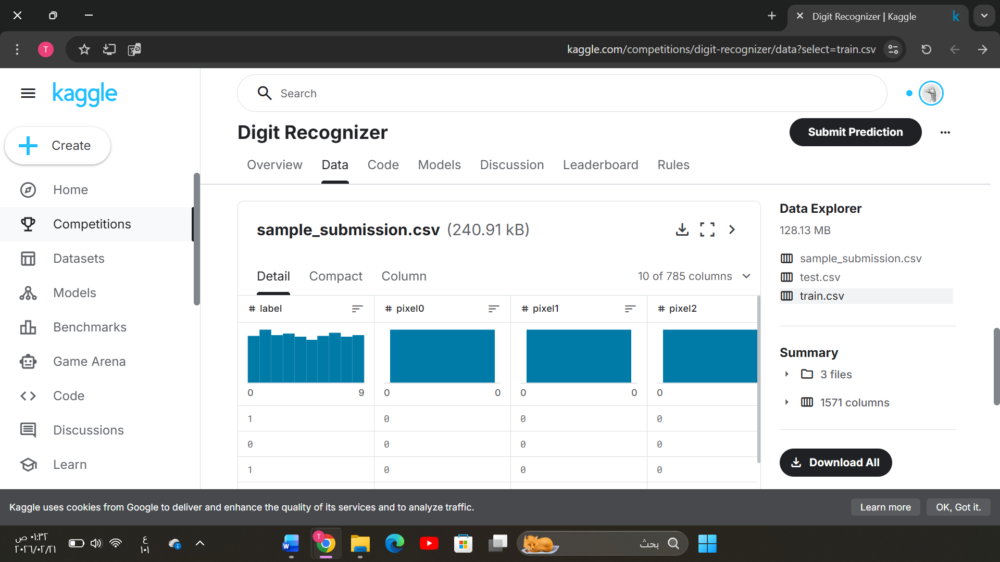 Digit Recognizer | Kaggle
T
kaggle.com/competitions/digit-recognizer/data?select=train.csv
kaggle
Search
Create
Home
Competitions
Datasets
Models
Benchmarks
Game Arena
Code
Discussions
Learn
Digit Recognizer
Submit Prediction
Overview Data Code Models Discussion Leaderboard Rules
sample_submission.csv (240.91 kB)
Detail Compact Column 10 of 785 columns
# label # pixel0 # pixel1 # pixel2
0 9 0 0 0 0 0
1 0 0 0
0 0 0 0
1 0 0 0
Data Explorer
128.13 MB
sample_submission.csv
test.csv
train.csv
Summary
3 files
1571 columns
Download All
Kaggle uses cookies from Google to deliver and enhance the quality of its services and to analyze traffic.
Learn more OK, Got it.
٠١:٣٢ ص
٢٠٢٦/٠٢/٢١
ع
١٠١
بحث